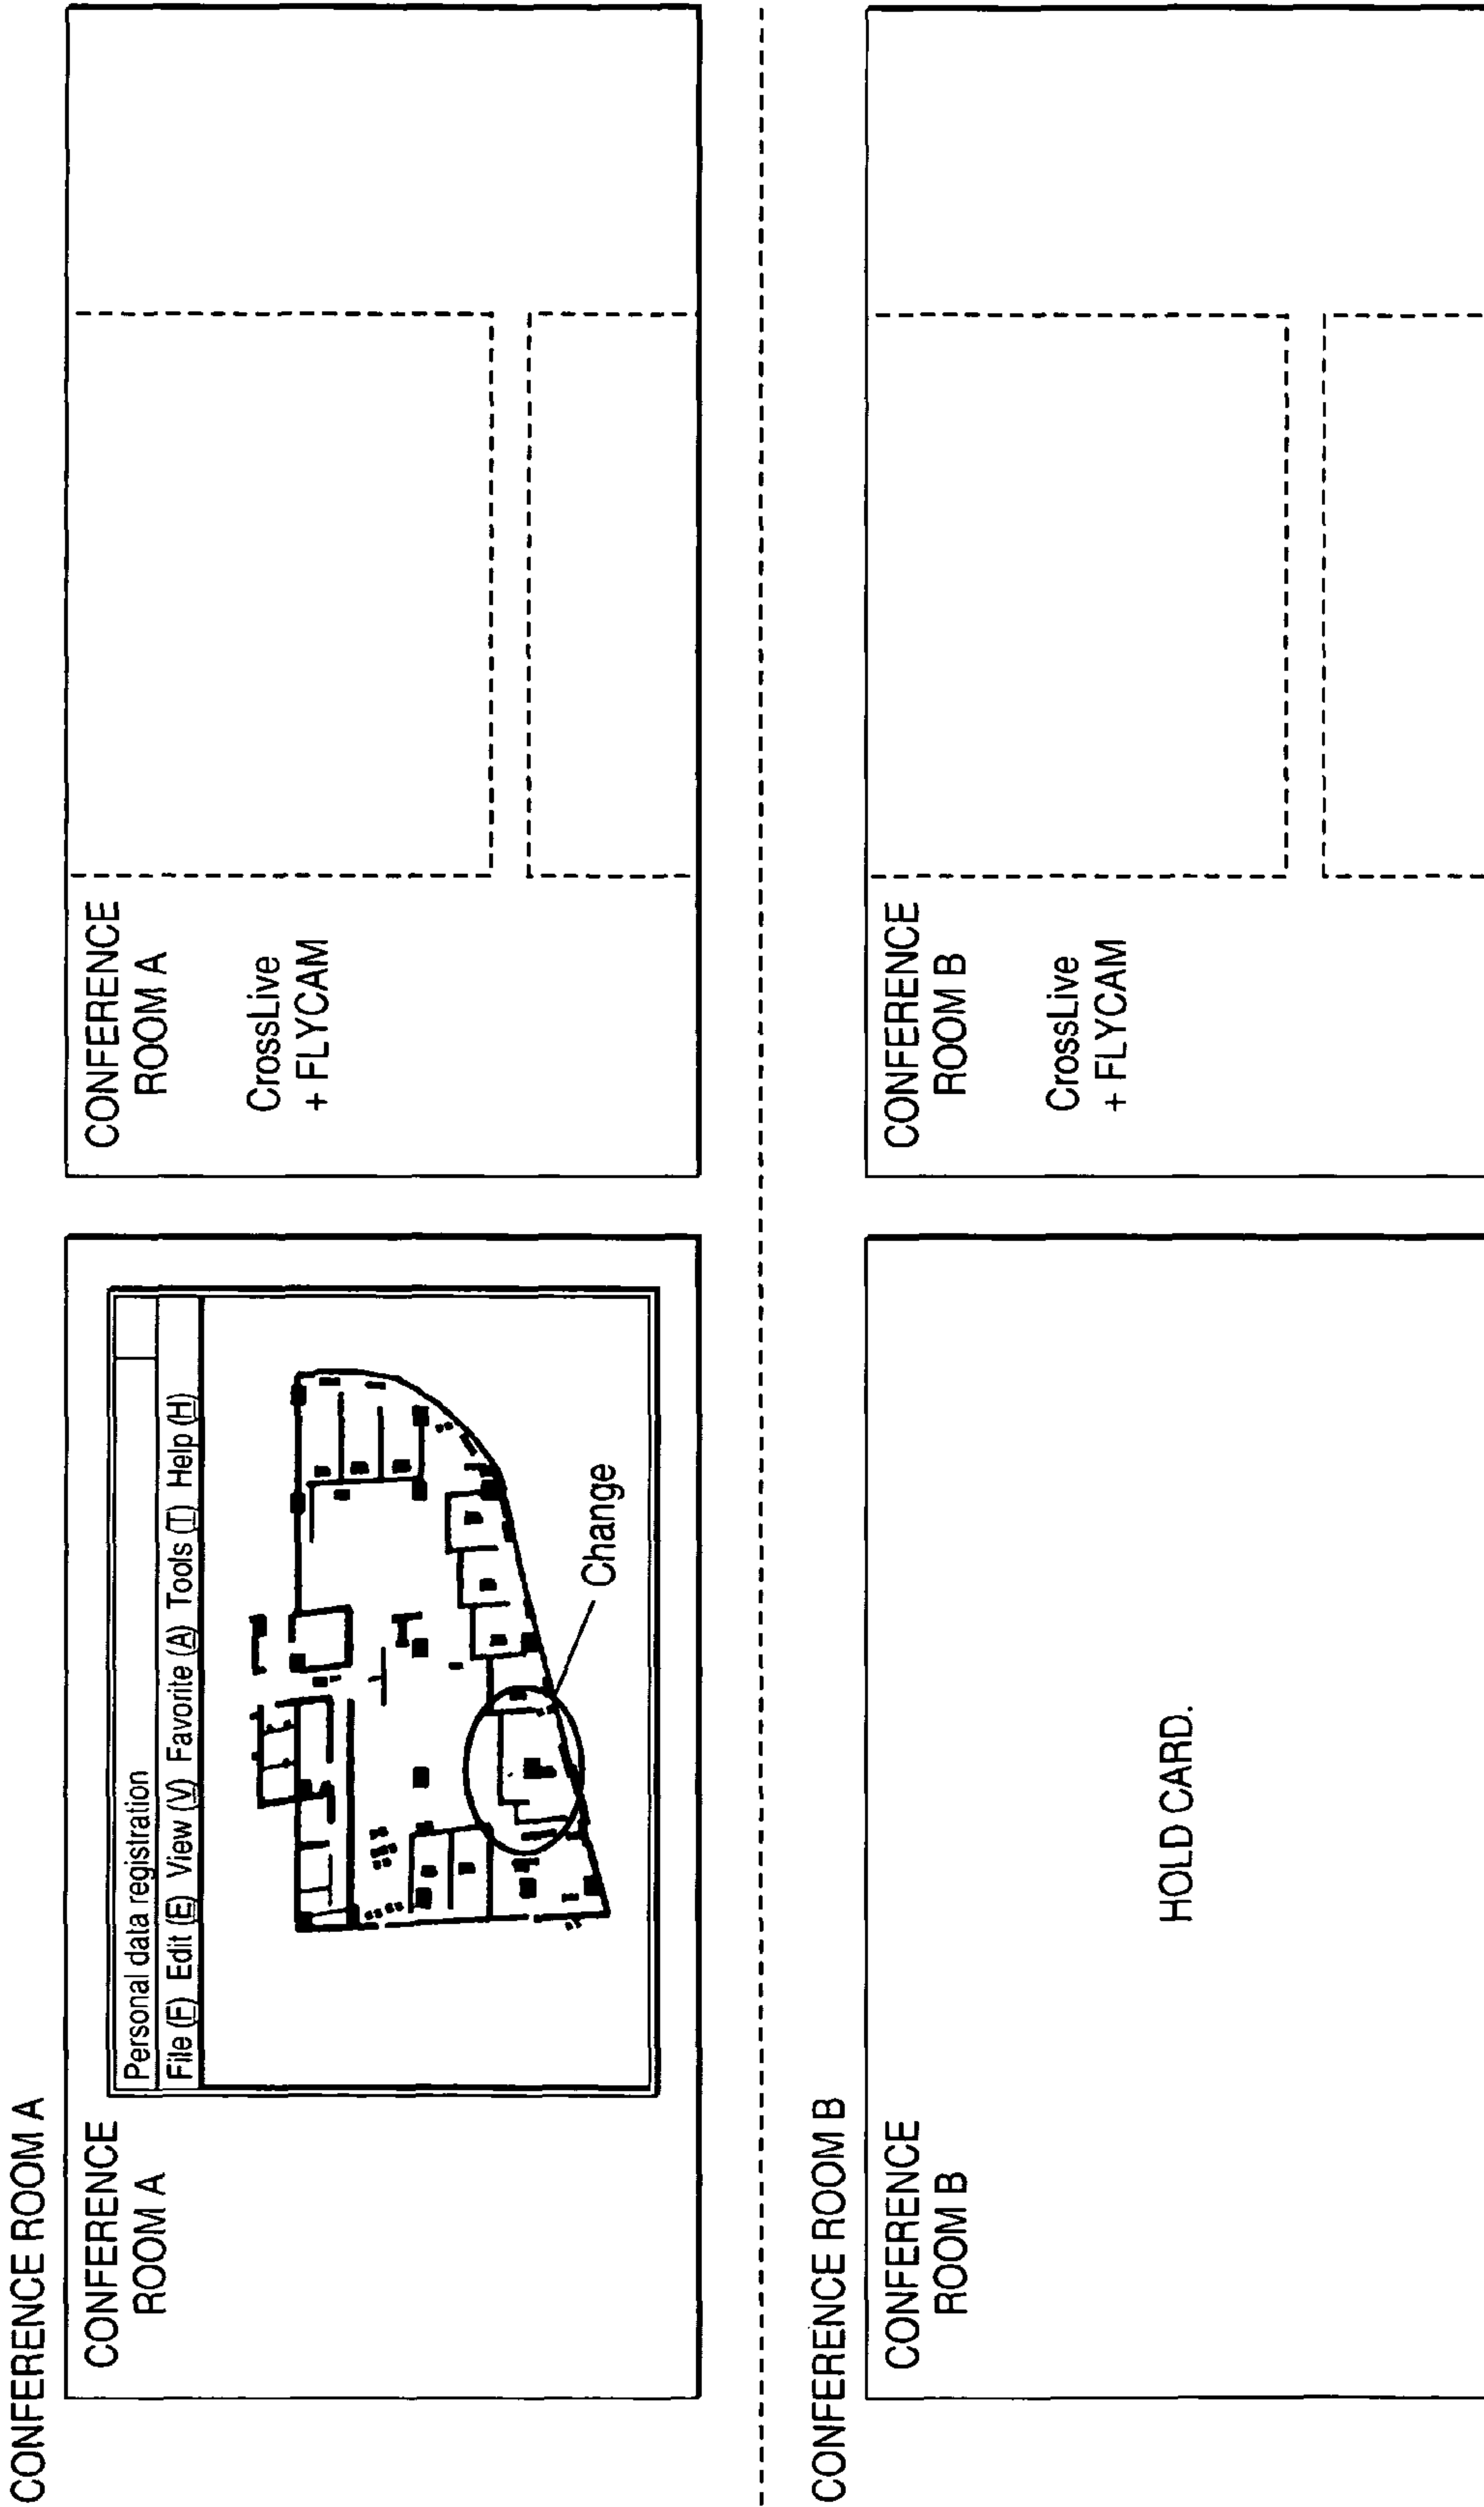 CONFERENCE ROOM A
CONFERENCE
ROOM A
Personal data registration
File (F) Edit (E) View (V) Favorite (A) Tools (T) Help (H)
Change
CONFERENCE
ROOM A
CrossLive
+ FLYCAM
CONFERENCE ROOM B
CONFERENCE
ROOM B
HOLD CARD.
CONFERENCE
ROOM B
CrossLive
+ FLYCAM